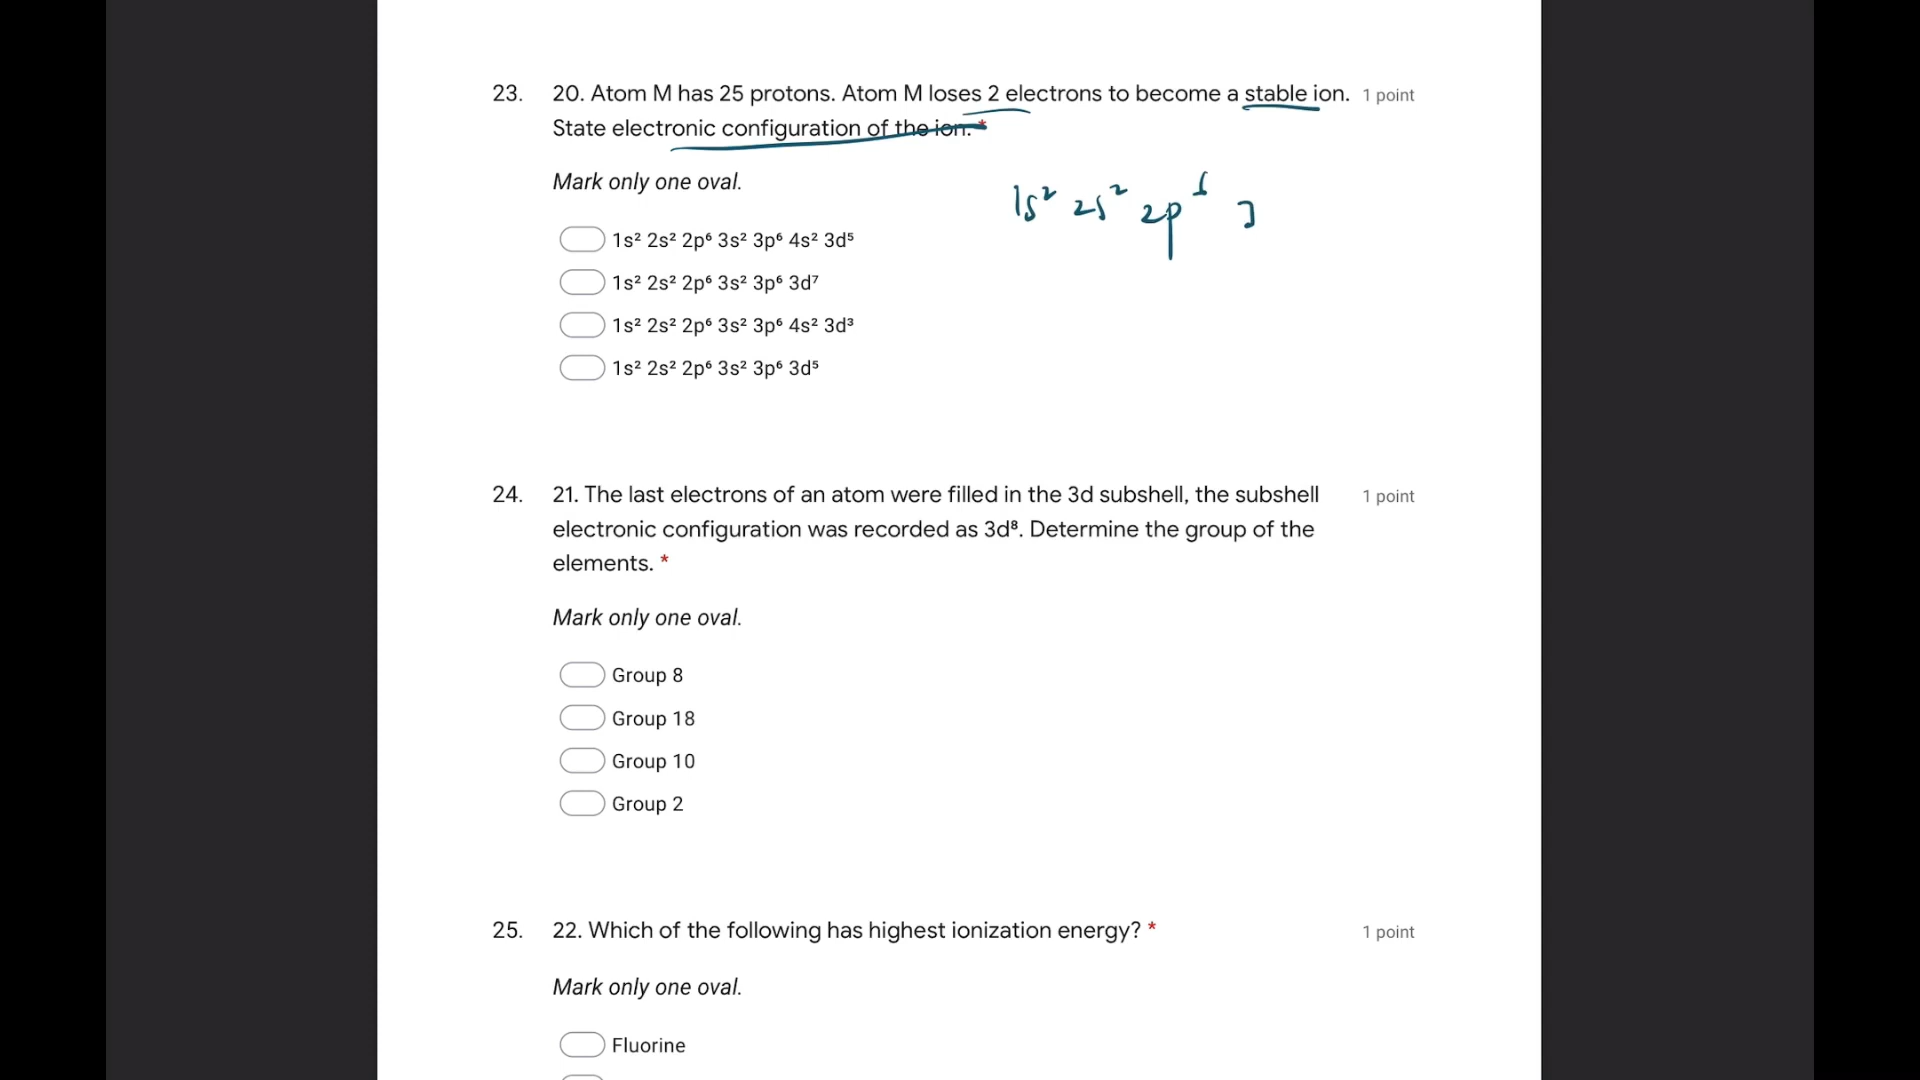 23. 20. Atom M has 25 protons. Atom M loses 2 electrons to become a stable ion. 1 point
State electronic configuration of the ion. *
Mark only one oval.
1s² 2s² 2p⁶ 3
1s² 2s² 2p⁶ 3s² 3p⁶ 4s² 3d⁵
1s² 2s² 2p⁶ 3s² 3p⁶ 3d⁷
1s² 2s² 2p⁶ 3s² 3p⁶ 4s² 3d³
1s² 2s² 2p⁶ 3s² 3p⁶ 3d⁵
24. 21. The last electrons of an atom were filled in the 3d subshell, the subshell 1 point
electronic configuration was recorded as 3d⁸. Determine the group of the
elements. *
Mark only one oval.
Group 8
Group 18
Group 10
Group 2
25. 22. Which of the following has highest ionization energy? * 1 point
Mark only one oval.
Fluorine